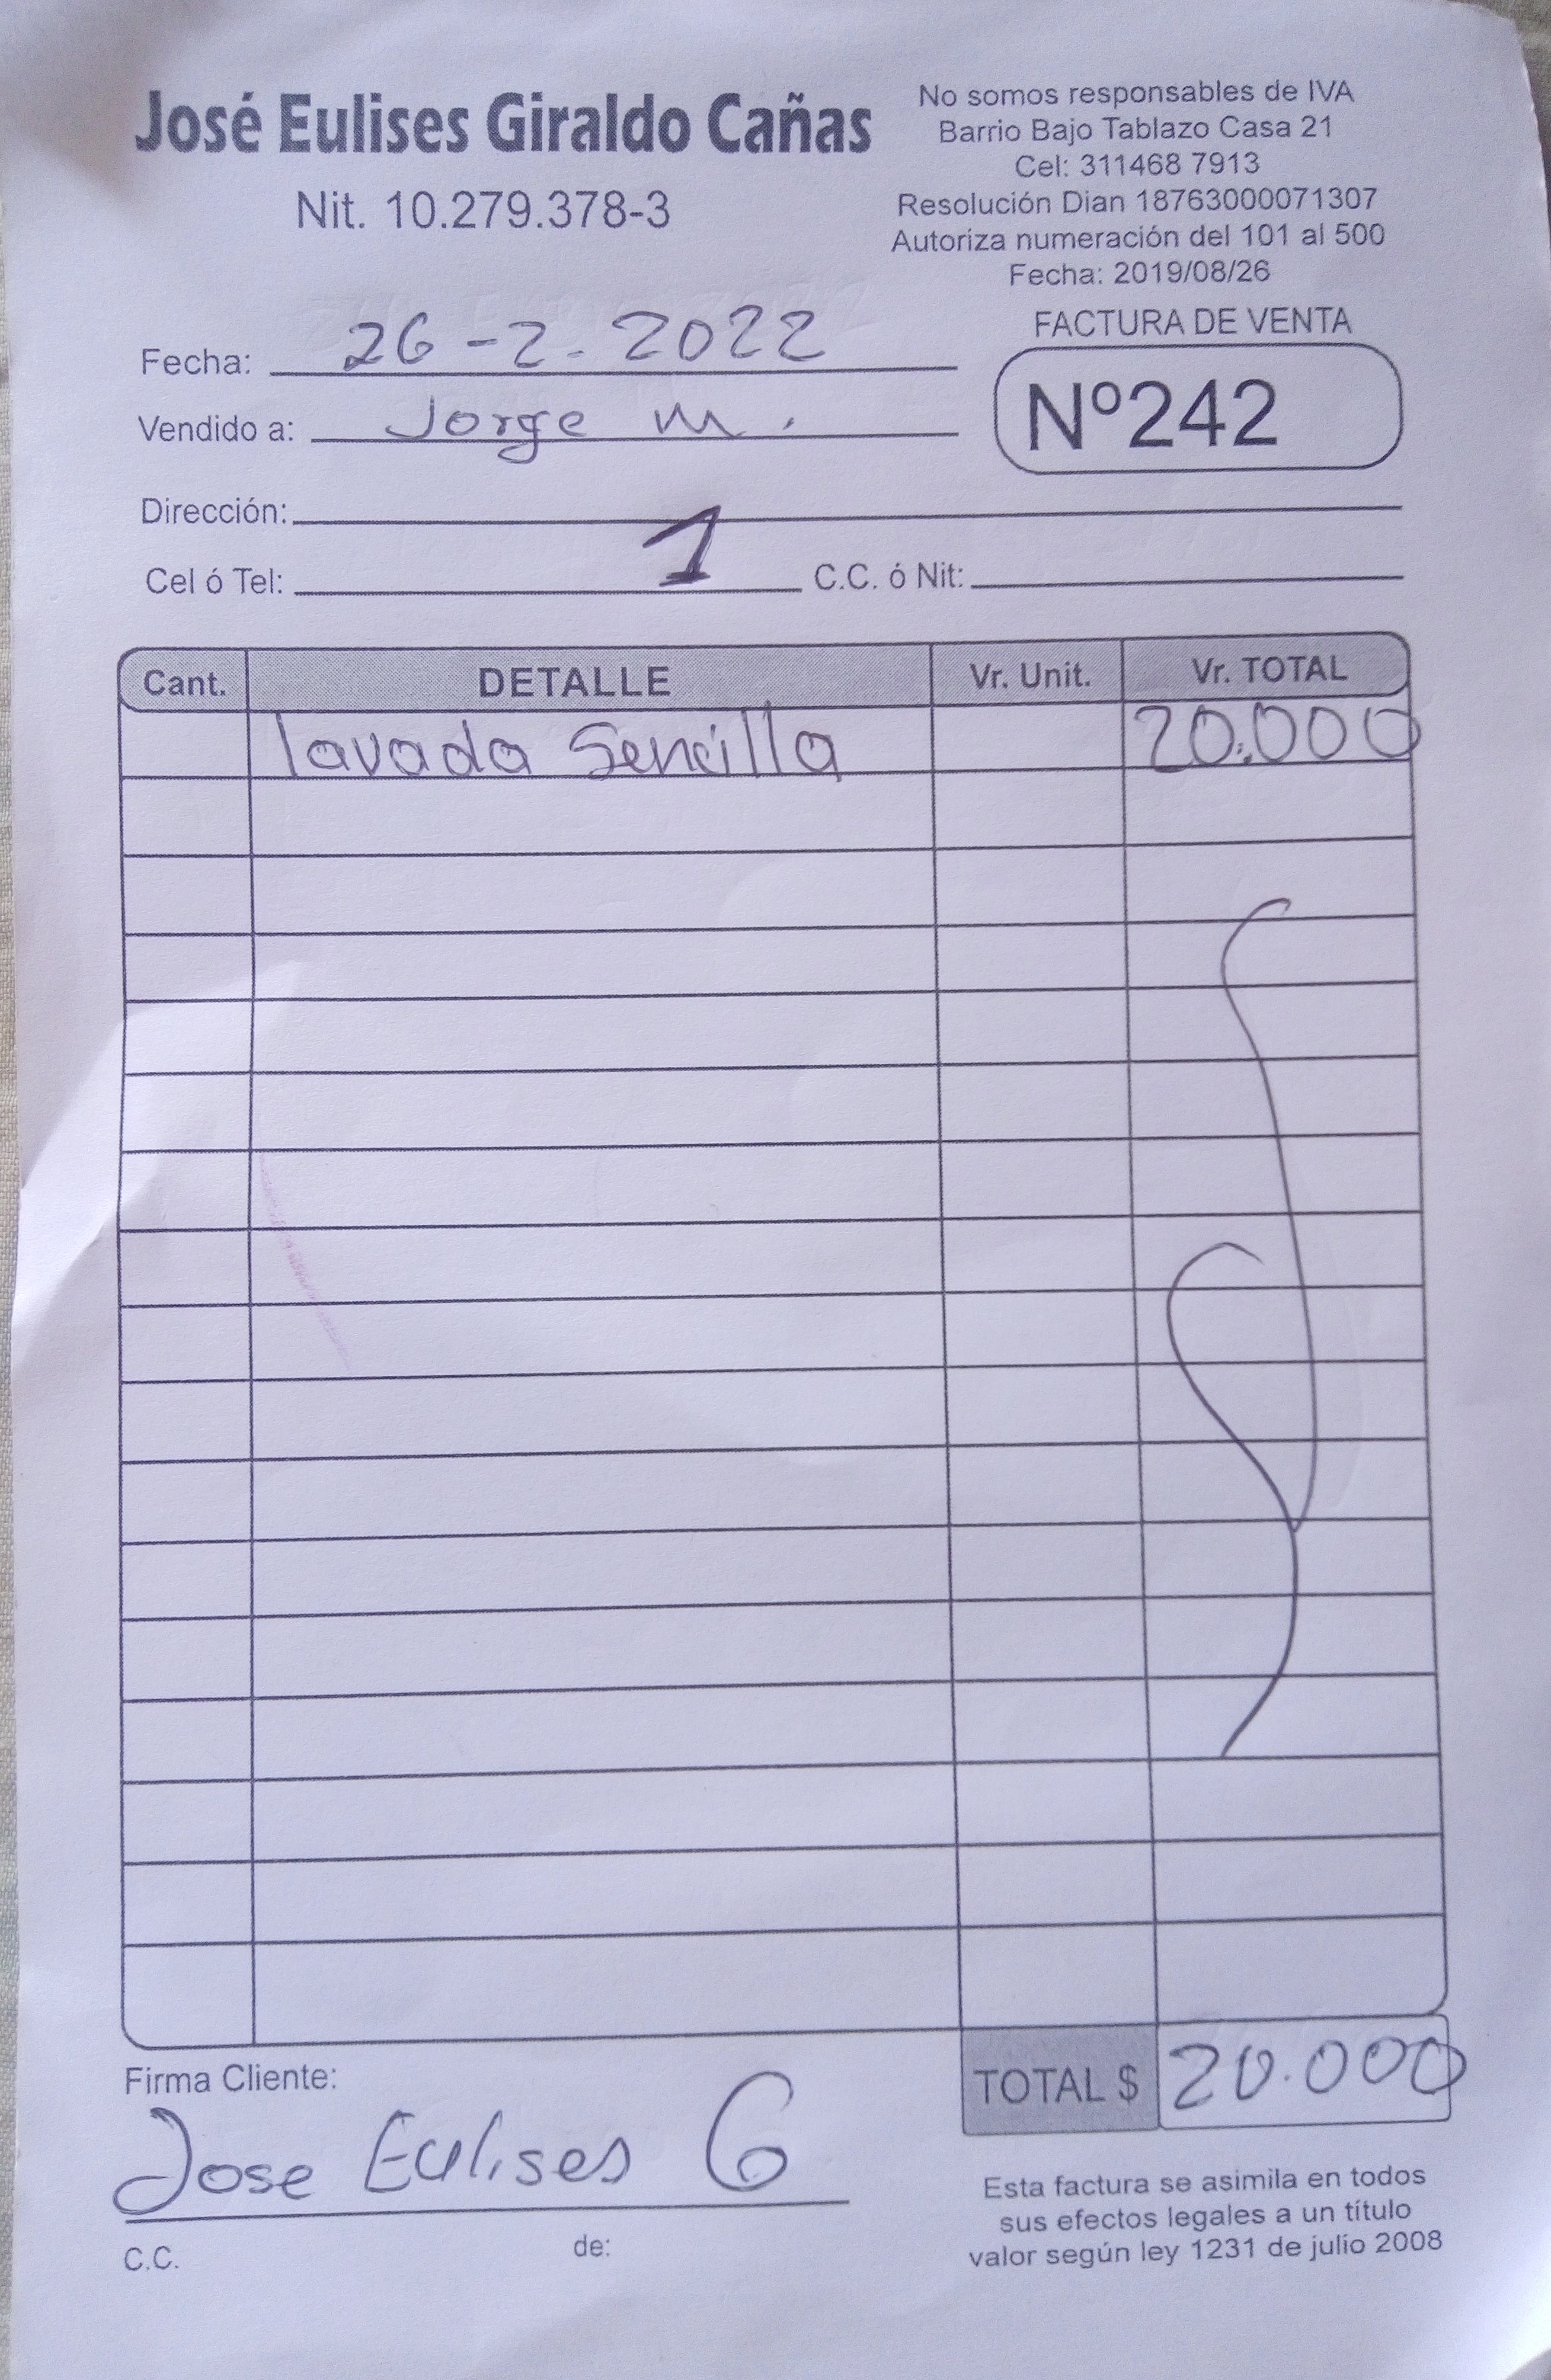 José Eulises Giraldo Cañas
Nit. 10.279.378-3
No somos responsables de IVA
Barrio Bajo Tablazo Casa 21
Cel: 311468 7913
Resolución Dian 18763000071307
Autoriza numeración del 101 al 500
Fecha: 2019/08/26
FACTURA DE VENTA
Nº242
Fecha: 26-2-2022
Vendido a: Jorge M.
Dirección:
1
Cel ó Tel: C.C. ó Nit:
Cant. DETALLE Vr. Unit. Vr. TOTAL
lavada Sencilla 20.000
TOTAL $ 20.000
Firma Cliente:
Jose Eulises G
C.C. de:
Esta factura se asimila en todos
sus efectos legales a un título
valor según ley 1231 de julio 2008